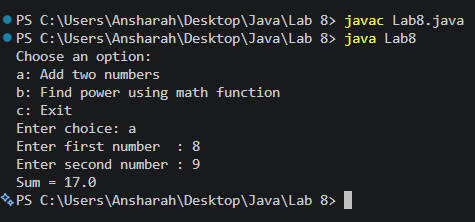 PS C:\Users\Ansharah\Desktop\Java\Lab 8> javac Lab8.java
PS C:\Users\Ansharah\Desktop\Java\Lab 8> java Lab8
Choose an option:
a: Add two numbers
b: Find power using math function
c: Exit
Enter choice: a
Enter first number  : 8
Enter second number : 9
Sum = 17.0
PS C:\Users\Ansharah\Desktop\Java\Lab 8>